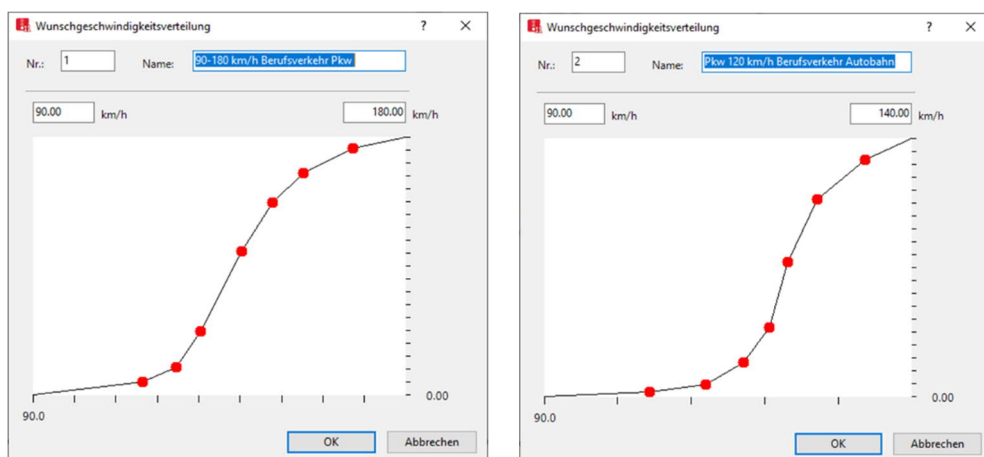 Wunschgeschwindigkeitsverteilung ? ×
Nr.: 1 Name: 90-180 km/h Berufsverkehr Pkw
90.00 km/h 180.00 km/h
0.00
90.0
OK Abbrechen
Wunschgeschwindigkeitsverteilung ? ×
Nr.: 2 Name: Pkw 120 km/h Berufsverkehr Autobahn
90.00 km/h 140.00 km/h
0.00
90.0
OK Abbrechen